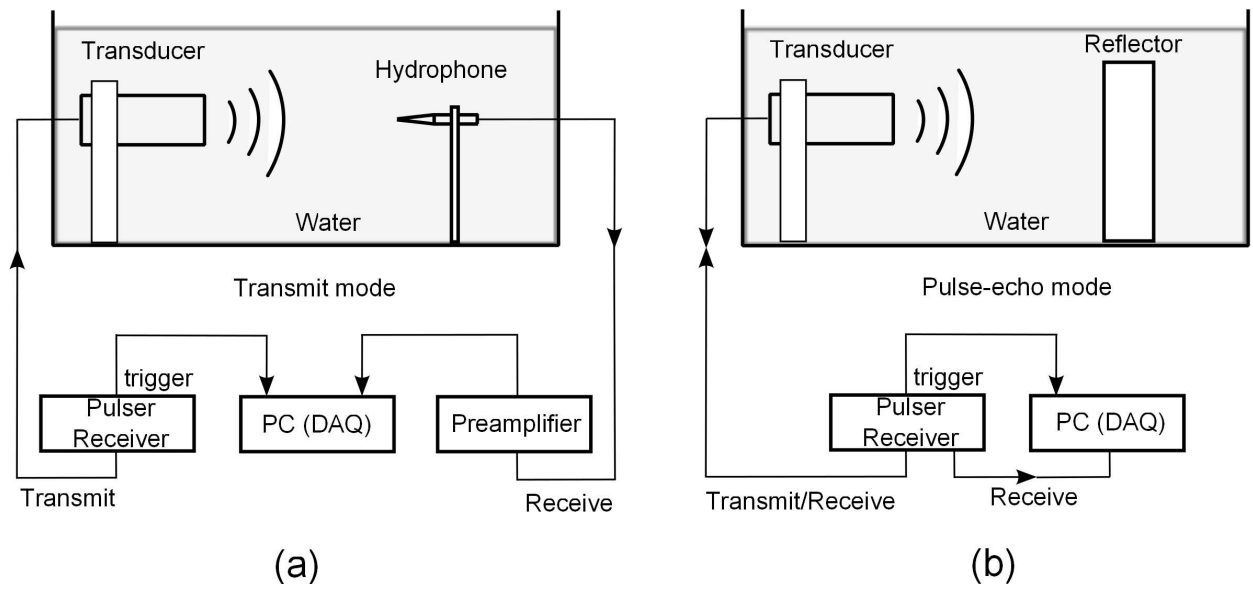 Transducer
Hydrophone
Water
Transmit mode
trigger
Pulser
Receiver
PC (DAQ)
Preamplifier
Transmit
Receive
(a)
Transducer
Reflector
Water
Pulse-echo mode
trigger
Pulser
Receiver
PC (DAQ)
Transmit/Receive
Receive
(b)